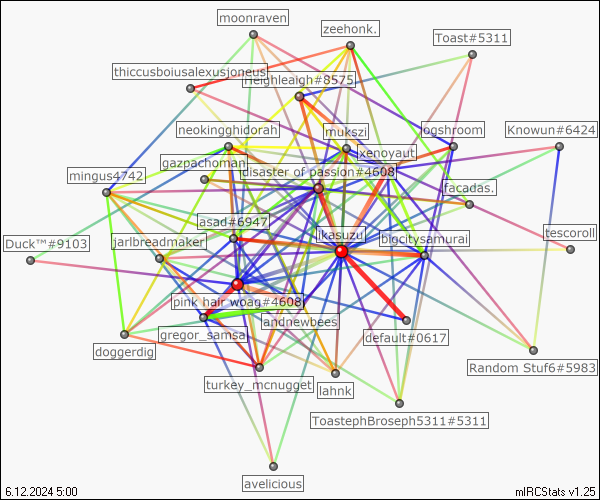 moonraven
zeehonk.
Toast#5311
thiccusboiusalexusjoneus
Heighleigh#8575
neokingghidorah
mukszi
logshroom
Knowun#6424
xenoyaut
gazpachoman
disaster of passion#4608
mingus4742
facadas.
asad#6947
ikasuzu
Duck™#9103
jarlbreadmaker
bigcitysamurai
tescoroll
pink hair woag#4608
andnewbees
gregor_samsa
default#0617
doggerdig
Random Stuf6#5983
turkey_mcnugget
lahnk
ToastephBroseph5311#5311
avelicious
6.12.2024 5:00
mIRCStats v1.25